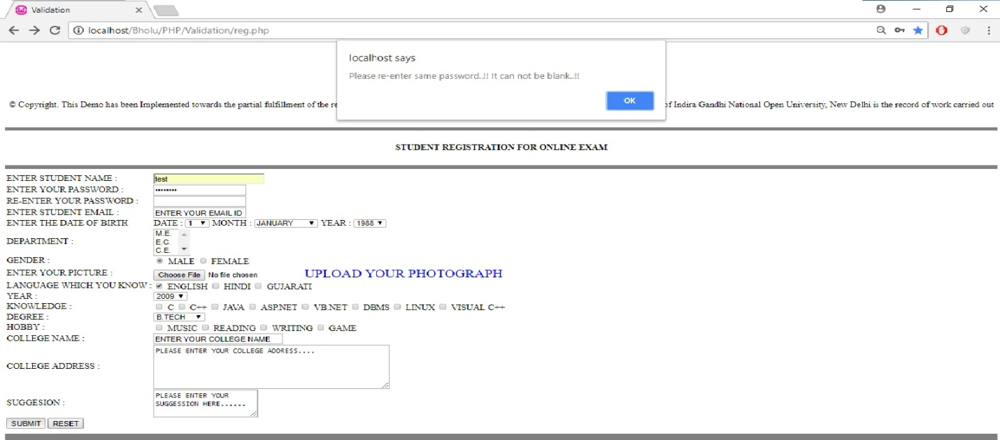 Validation
localhost/Bholu/PHP/Validation/reg.php
localhost says
Please re-enter same password..!! It can not be blank..!!
OK
© Copyright. This Demo has been Implemented towards the partial fulfillment of the re
of Indira Gandhi National Open University, New Delhi is the record of work carried out
STUDENT REGISTRATION FOR ONLINE EXAM
ENTER STUDENT NAME : test
ENTER YOUR PASSWORD : ••••••••
RE-ENTER YOUR PASSWORD :
ENTER STUDENT EMAIL : ENTER YOUR EMAIL ID
ENTER THE DATE OF BIRTH DATE : 1 MONTH : JANUARY YEAR : 1988
M.E.
DEPARTMENT : E.C.
C.E.
GENDER : MALE FEMALE
ENTER YOUR PICTURE : Choose File No file chosen UPLOAD YOUR PHOTOGRAPH
LANGUAGE WHICH YOU KNOW : ENGLISH HINDI GUJARATI
YEAR : 2009
KNOWLEDGE : C C++ JAVA ASP.NET VB.NET DBMS LINUX VISUAL C++
DEGREE : B.TECH
HOBBY : MUSIC READING WRITING GAME
COLLEGE NAME : ENTER YOUR COLLEGE NAME
PLEASE ENTER YOUR COLLEGE ADDRESS....
COLLEGE ADDRESS :
PLEASE ENTER YOUR
SUGGESION : SUGGESSION HERE......
SUBMIT RESET